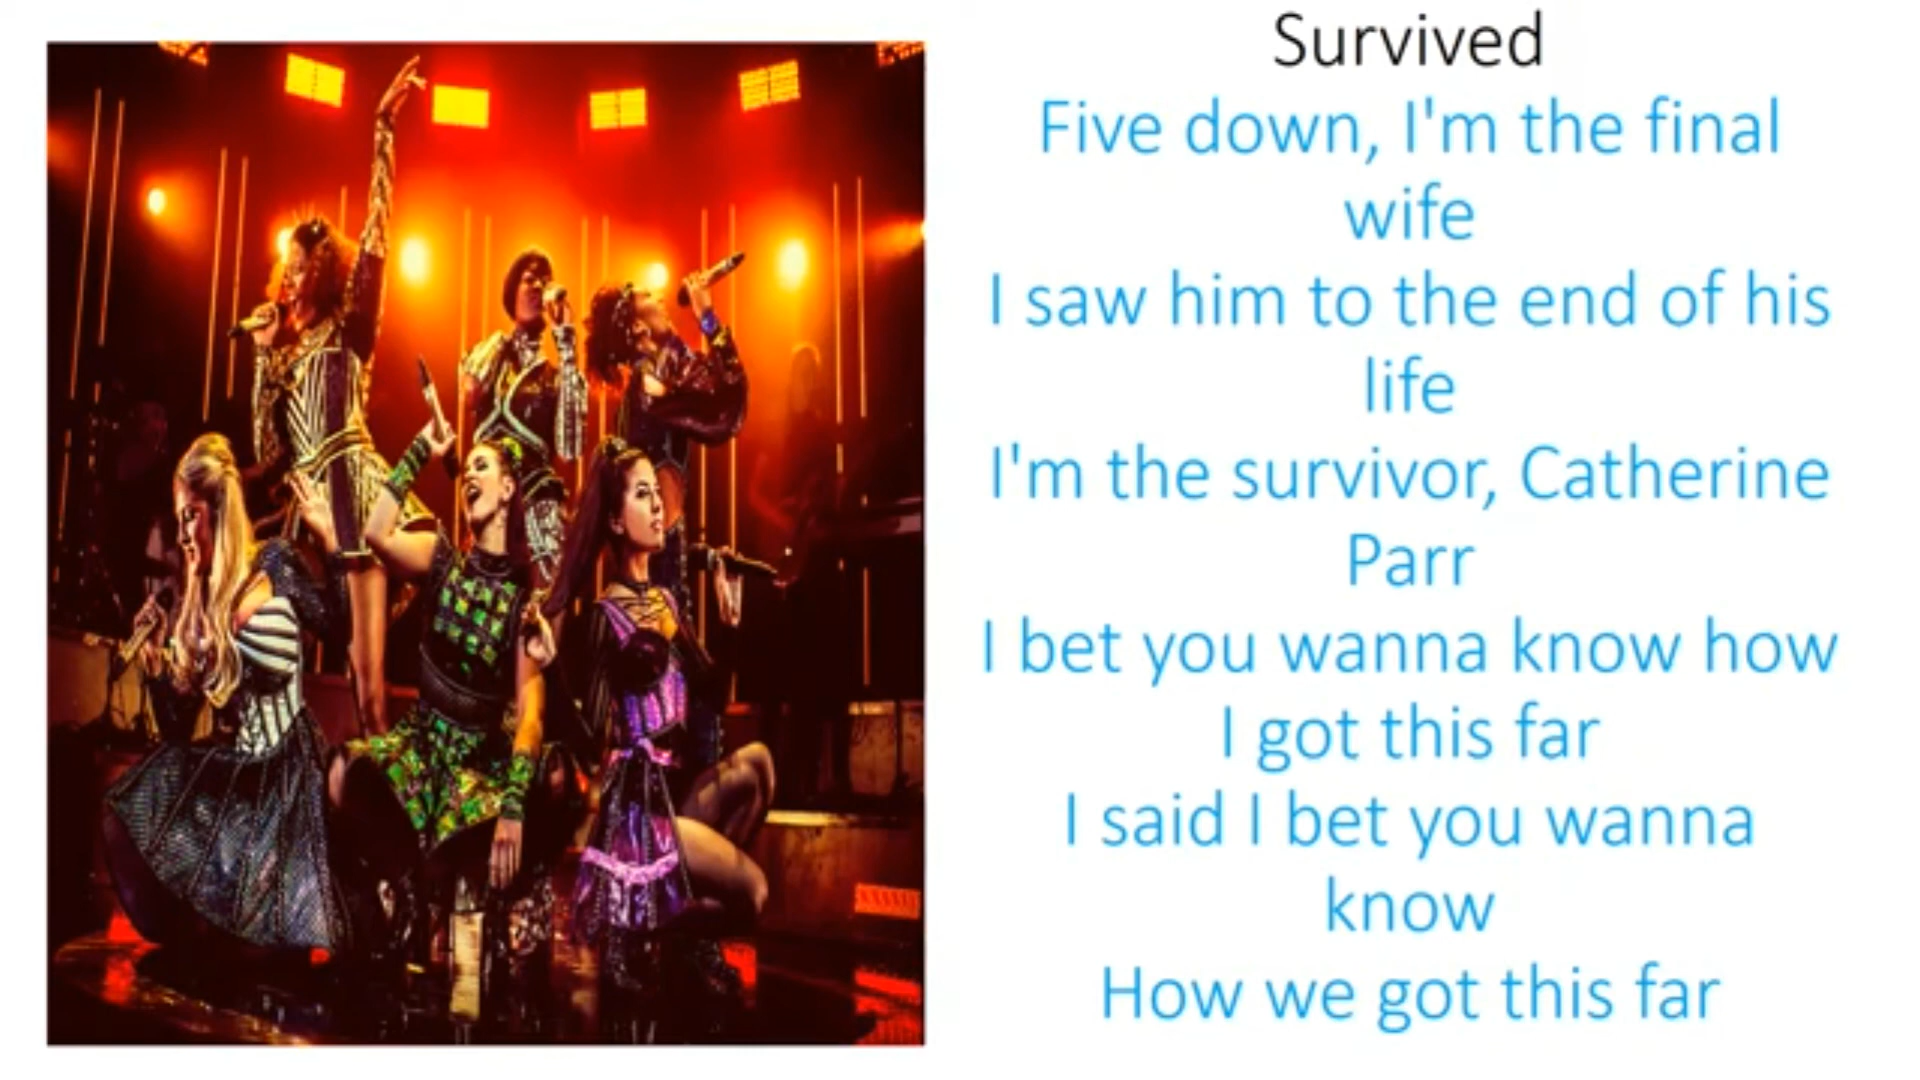 Survived
Five down, I'm the final
wife
I saw him to the end of his
life
I'm the survivor, Catherine
Parr
I bet you wanna know how
I got this far
I said I bet you wanna
know
How we got this far